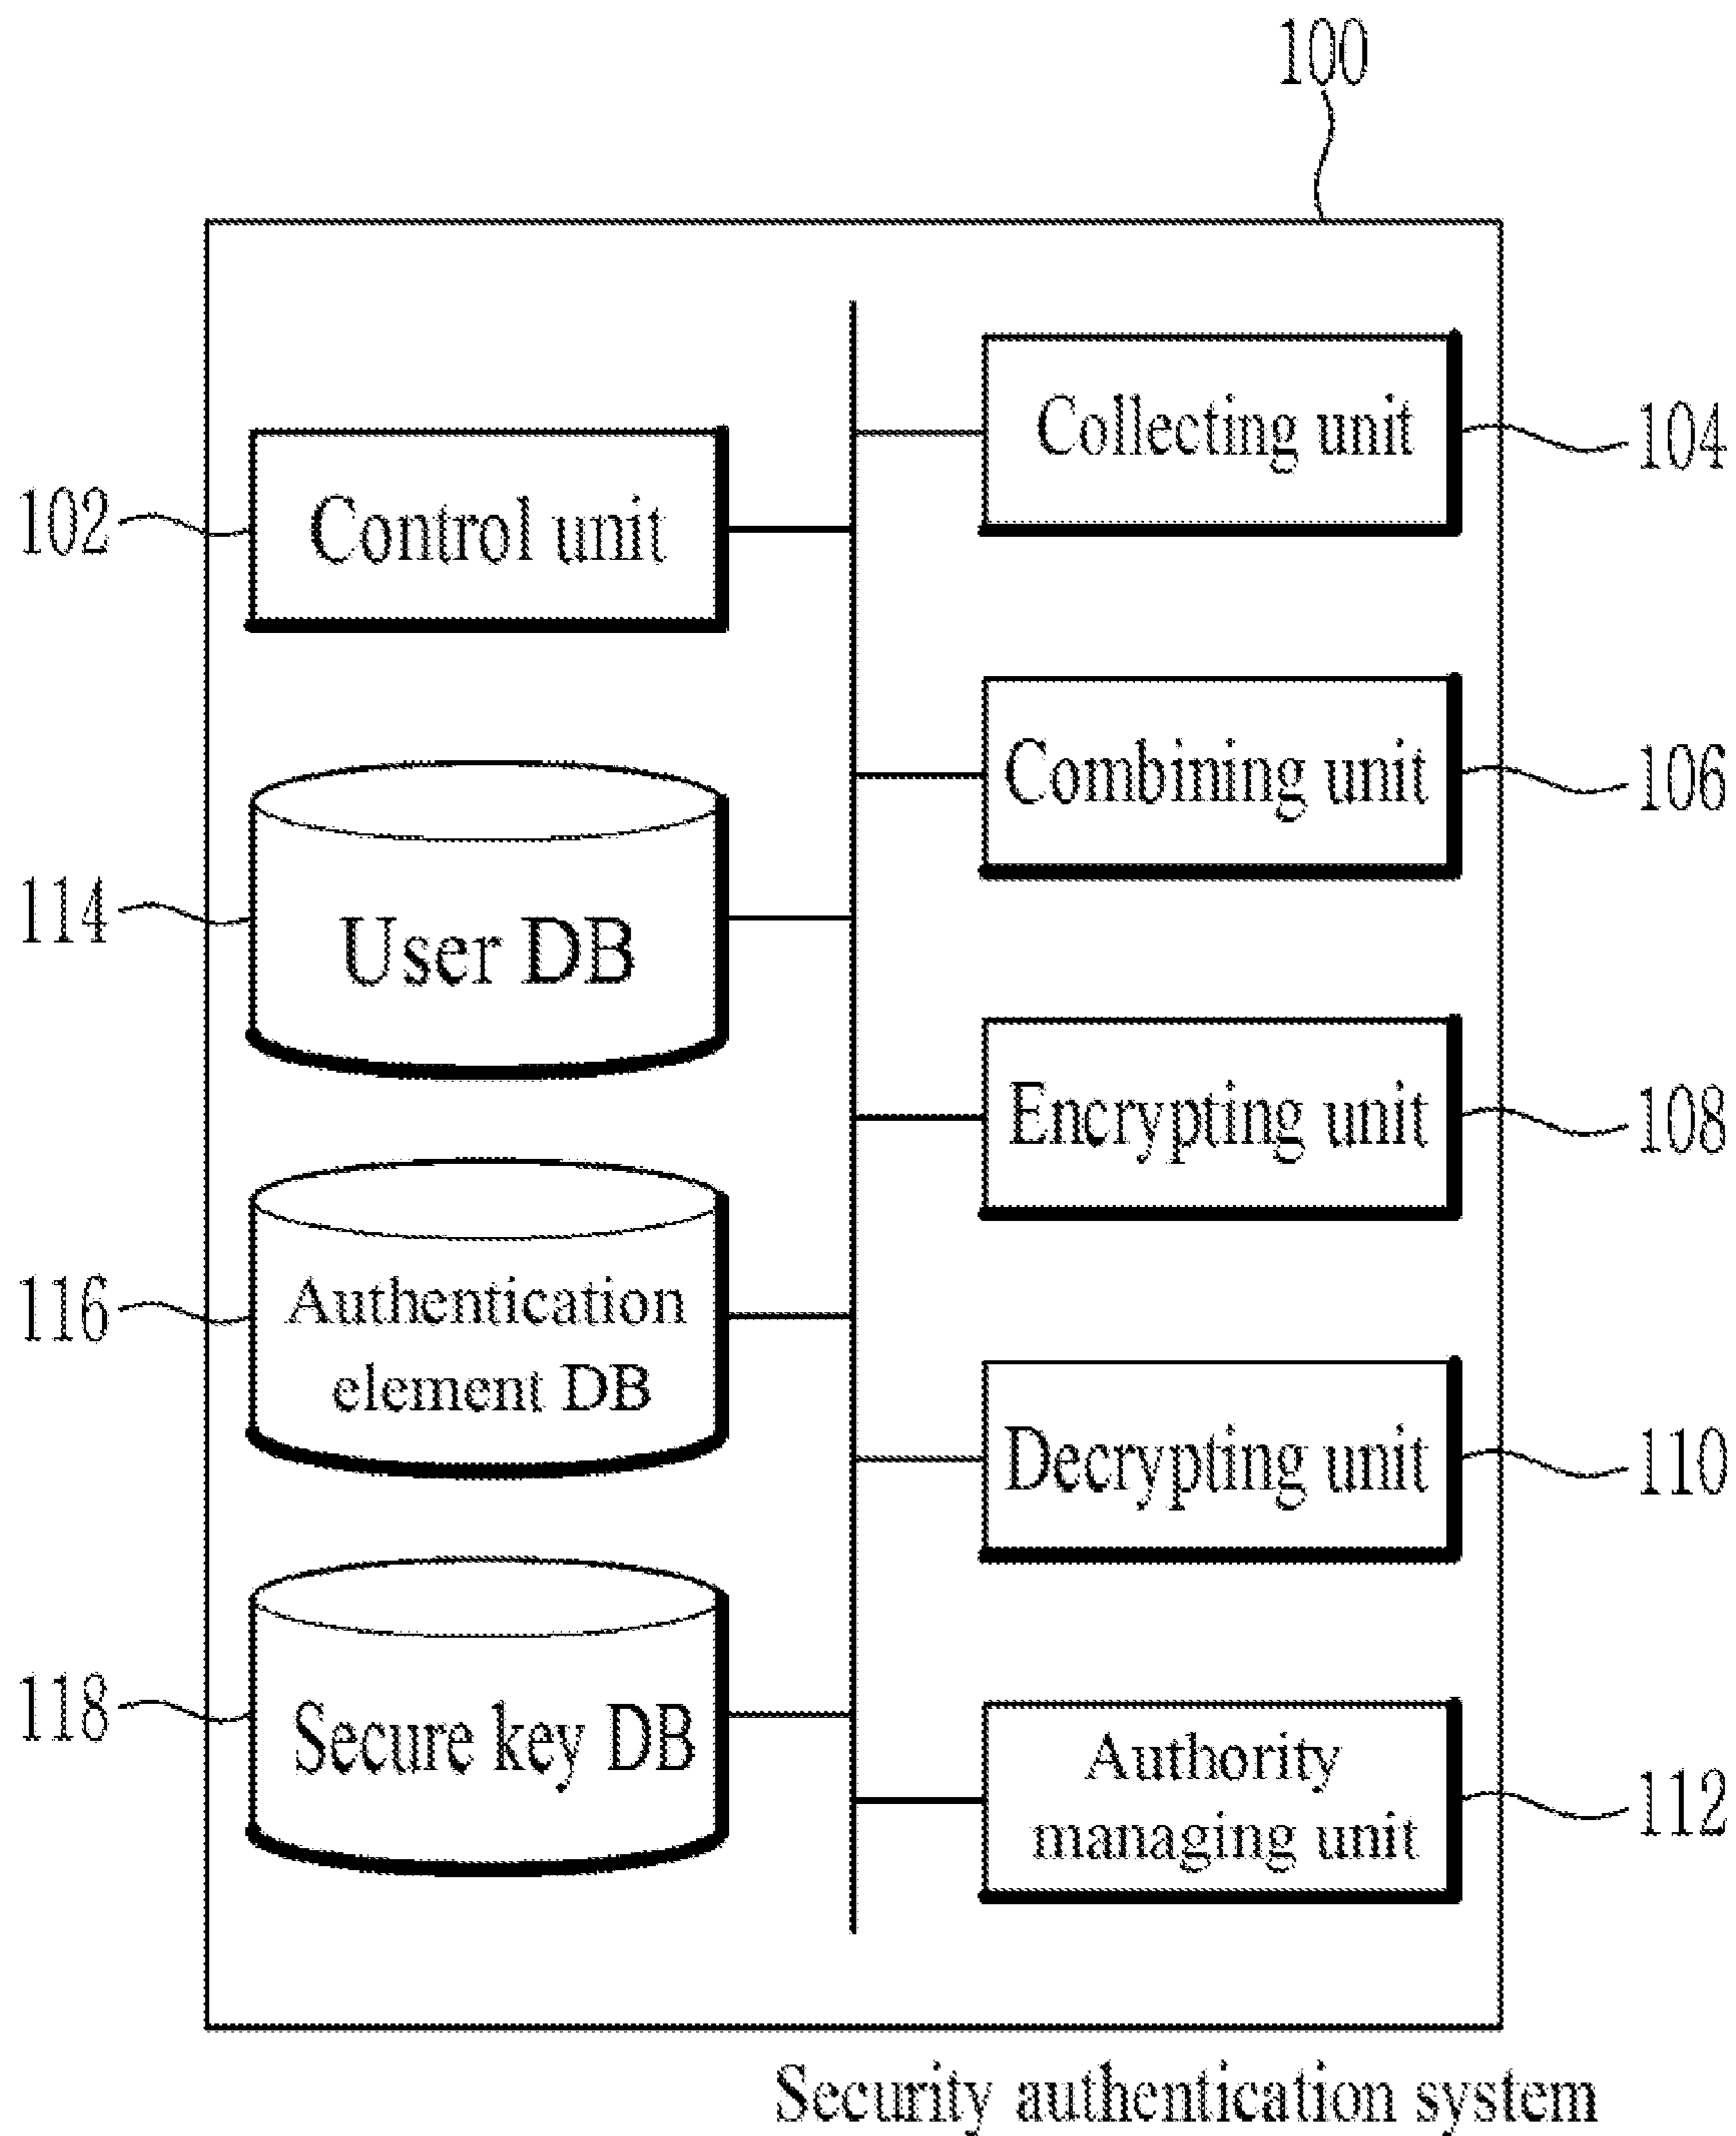 100
Collecting unit
104
102
Control unit
Combining unit
106
114
User DB
Encrypting unit
108
116
Authentication
element DB
Decrypting unit
110
118
Secure key DB
Authority
managing unit
112
Security authentication system